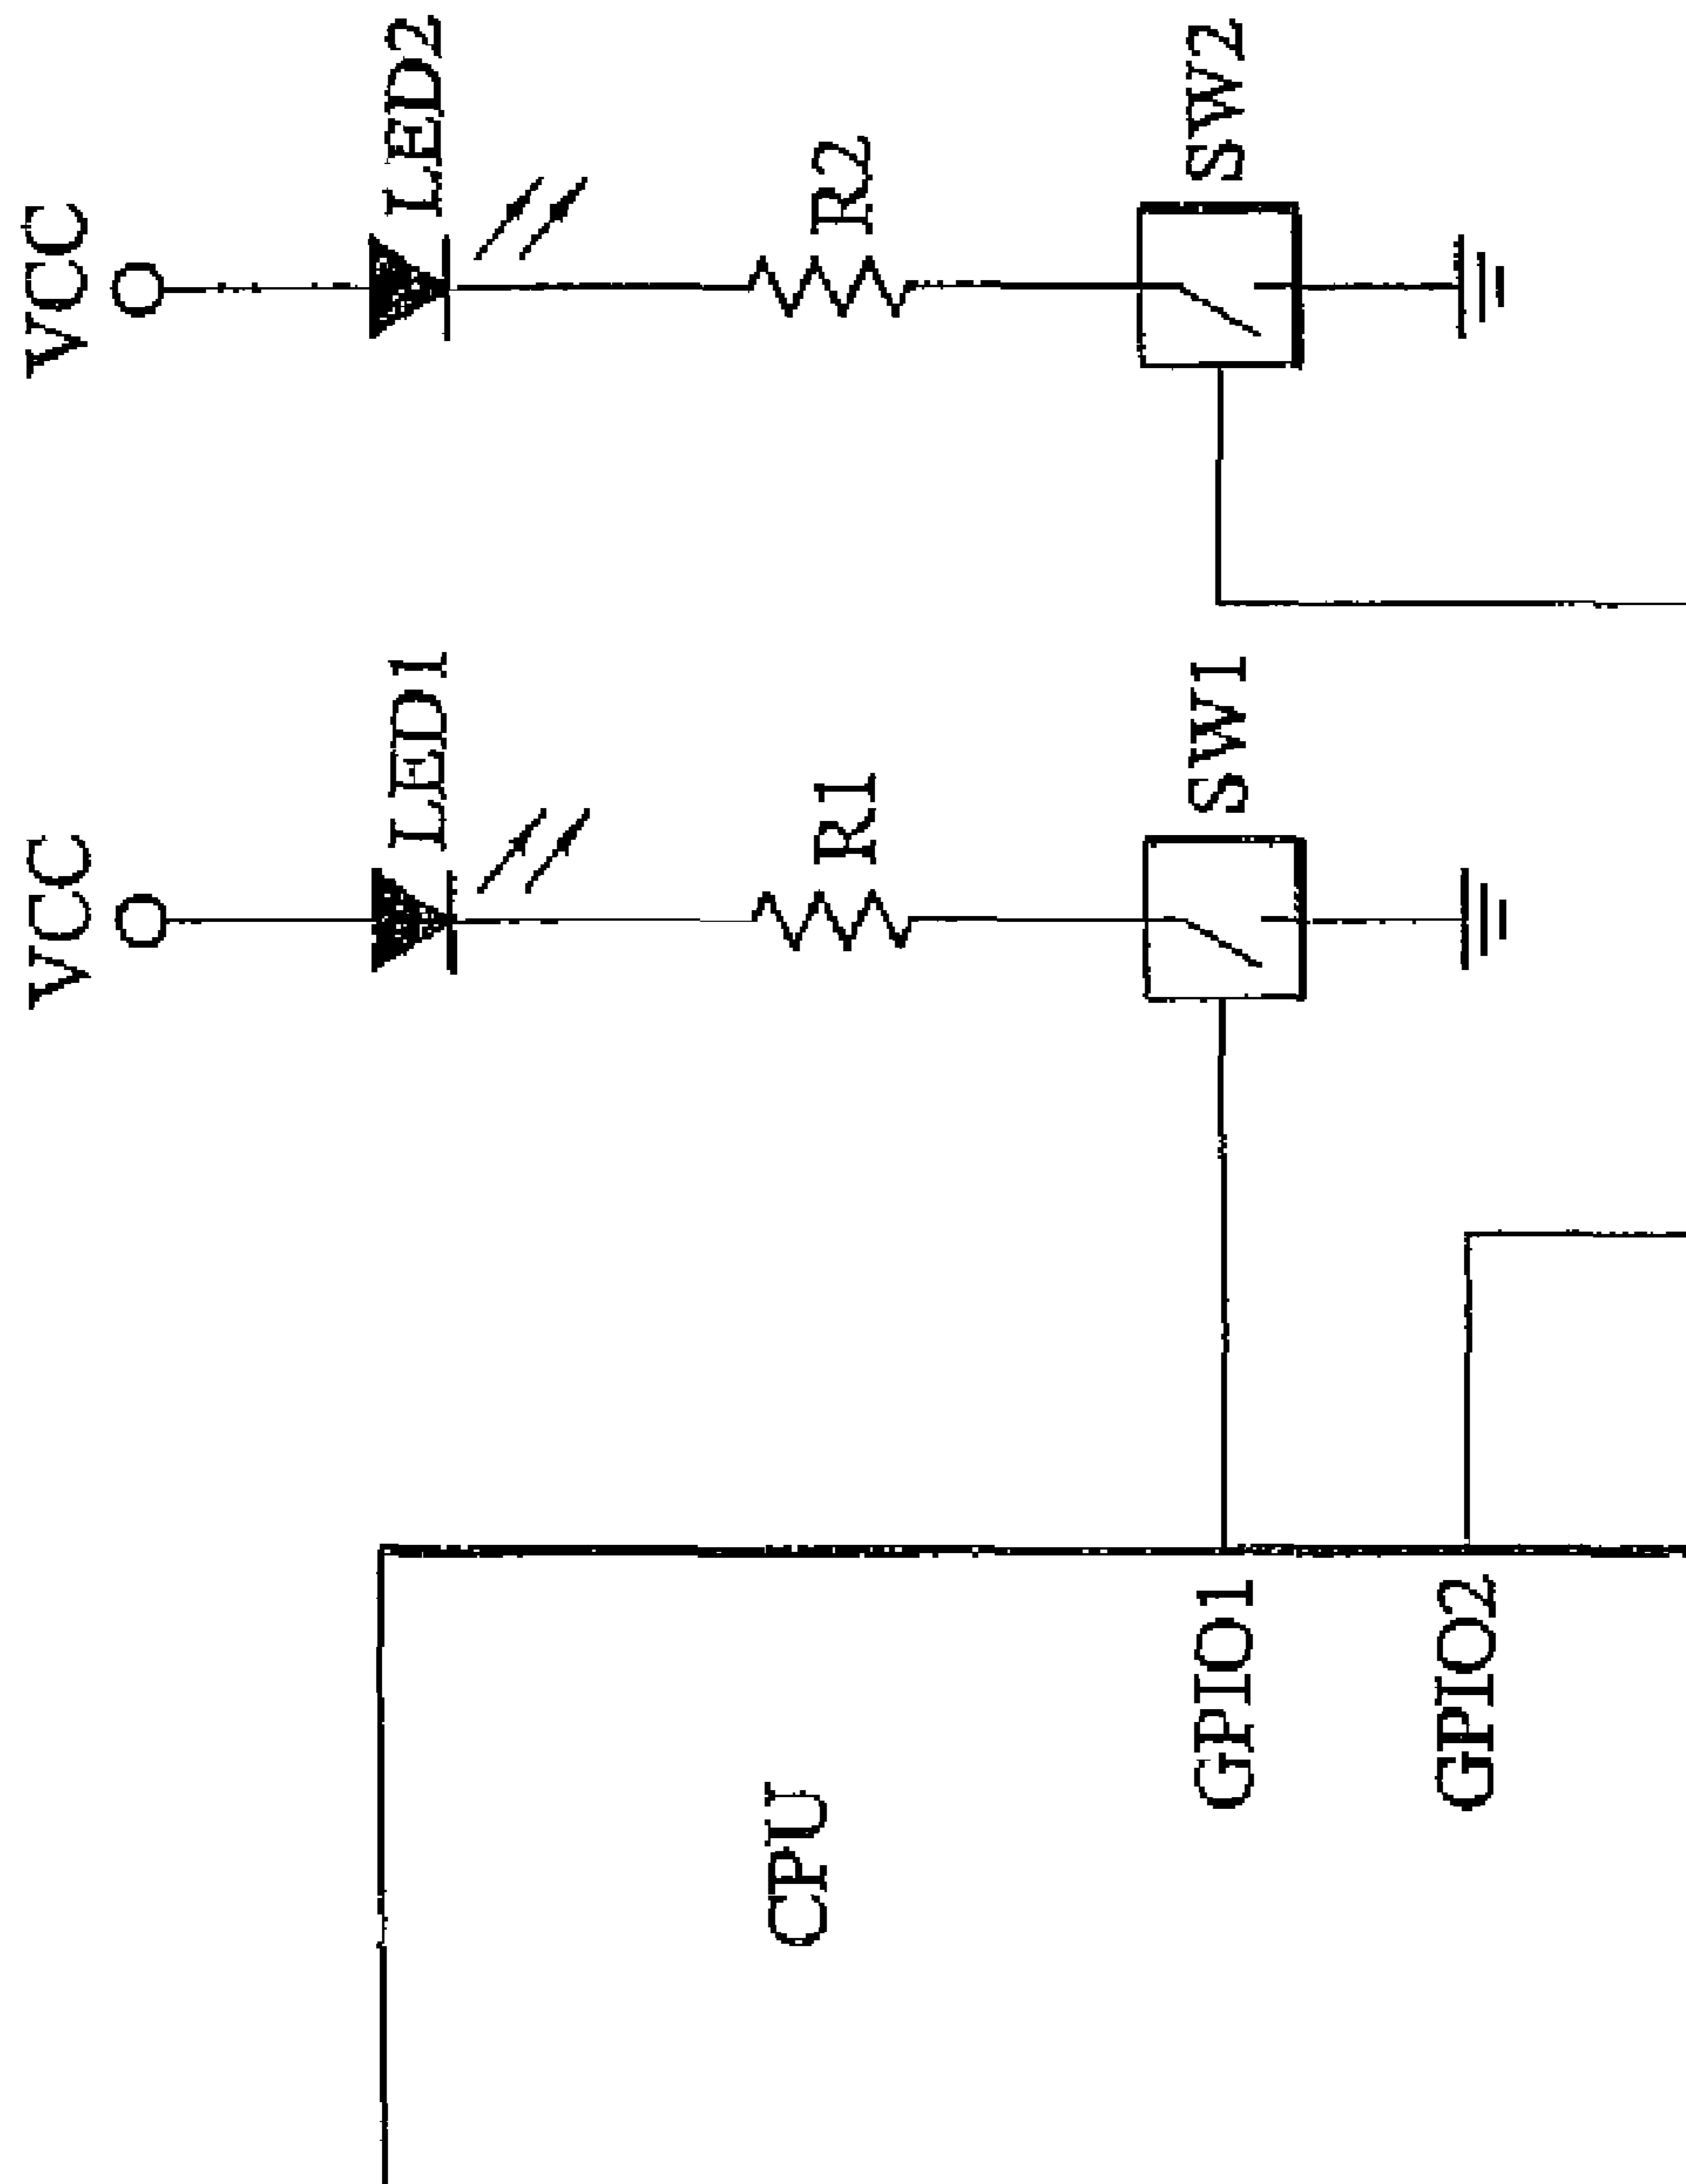 VCC
VCC
LED1
LED2
R1
R2
CPU
SW1
SW2
GPIO1
GPIO2